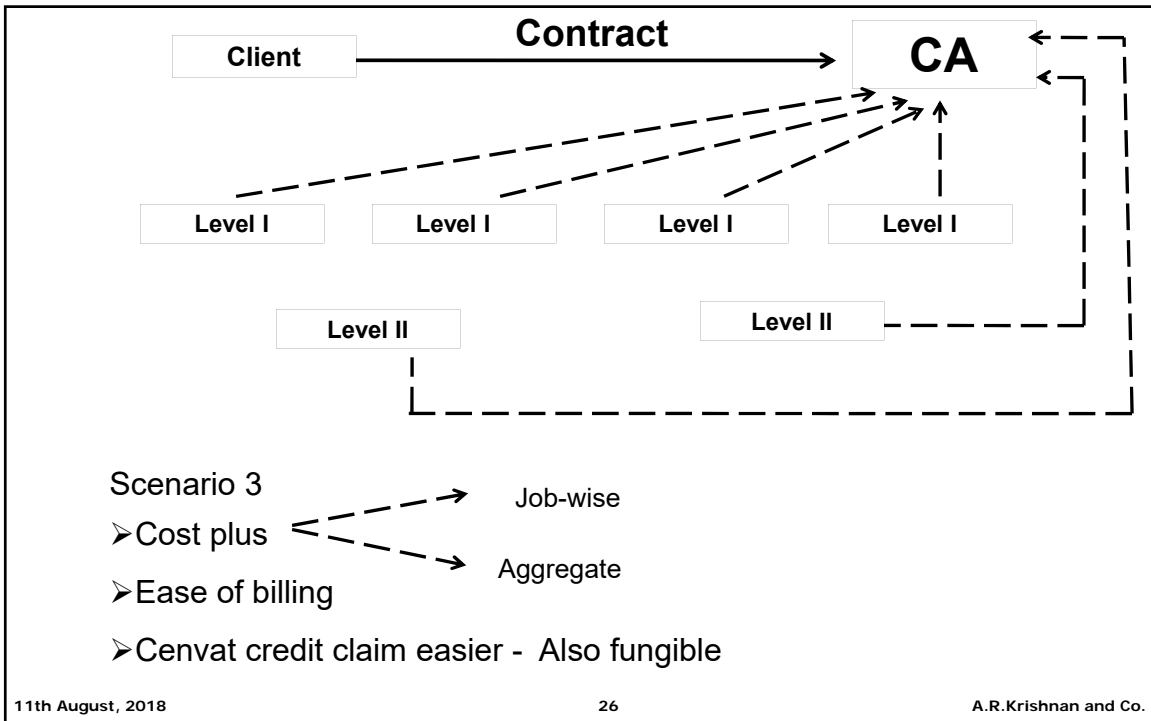 Contract
Client
CA
Level I
Level I
Level I
Level I
Level II
Level II
Scenario 3
➢Cost plus
Job-wise
Aggregate
➢Ease of billing
➢Cenvat credit claim easier - Also fungible
11th August, 2018
26
A.R.Krishnan and Co.